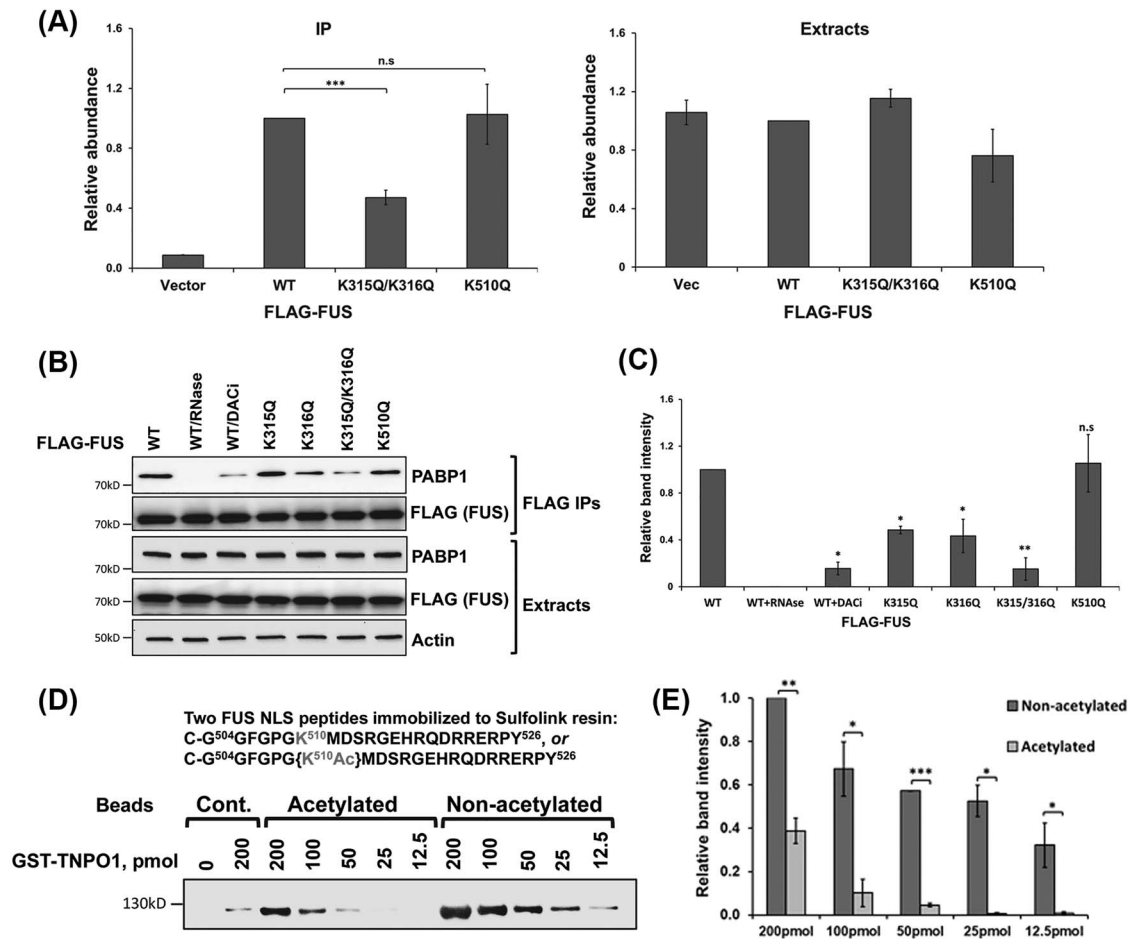 (A)
IP
Relative abundance
1.6
1.2
0.8
0.4
0.0
n.s
***
Vector WT K315Q/K316Q K510Q
FLAG-FUS
Extracts
Relative abundance
1.6
1.2
0.8
0.4
0
Vec WT K315Q/K316Q K510Q
FLAG-FUS
(B)
FLAG-FUS WT WT/RNase WT/DACi K315Q K316Q K315Q/K316Q K510Q
70kD PABP1
70kD FLAG (FUS)
FLAG IPs
70kD PABP1
70kD FLAG (FUS)
50kD Actin
Extracts
(C)
Relative band intensity
1.6
1.2
0.8
0.4
0
* * * ** n.s
WT WT+RNAse WT+DACi K315Q K316Q K315/316Q K510Q
FLAG-FUS
(D)
Two FUS NLS peptides immobilized to Sulfolink resin:
C-G⁵⁰⁴GFGPGK⁵¹⁰MDSRGEHRQDRRERPY⁵²⁶, or
C-G⁵⁰⁴GFGPG{K⁵¹⁰Ac}MDSRGEHRQDRRERPY⁵²⁶
Beads Cont. Acetylated Non-acetylated
GST-TNPO1, pmol 0 200 200 100 50 25 12.5 200 100 50 25 12.5
130kD
(E)
Relative band intensity
1.0
0.8
0.6
0.4
0.2
0.0
** * *** * *
Non-acetylated
Acetylated
200pmol 100pmol 50pmol 25pmol 12.5pmol